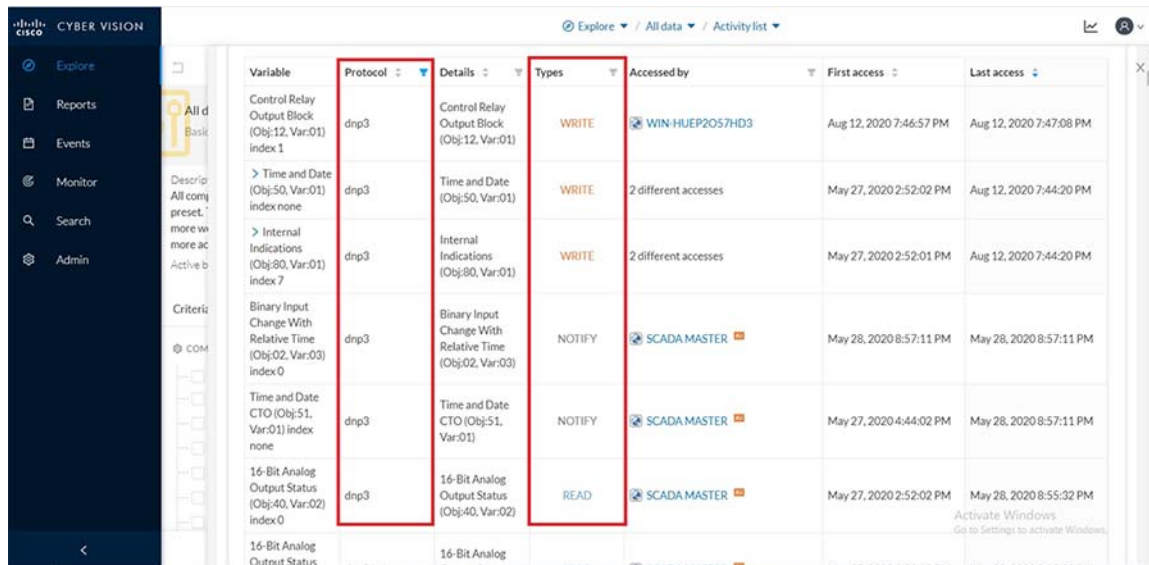 cisco CYBER VISION
Explore / All data / Activity list
Explore
Reports
Events
Monitor
Search
Admin
All d
Basic
Descrip
All comp
preset.
more we
more ac
Active b
Criteria
COM
Variable Protocol Details Types Accessed by First access Last access
Control Relay
Output Block
(Obj:12, Var:01)
index 1
dnp3
Control Relay
Output Block
(Obj:12, Var:01)
WRITE
WIN-HUEP2O57HD3
Aug 12, 2020 7:46:57 PM
Aug 12, 2020 7:47:08 PM
> Time and Date
(Obj:50, Var:01)
index none
dnp3
Time and Date
(Obj:50, Var:01)
WRITE
2 different accesses
May 27, 2020 2:52:02 PM
Aug 12, 2020 7:44:20 PM
> Internal
Indications
(Obj:80, Var:01)
index 7
dnp3
Internal
Indications
(Obj:80, Var:01)
WRITE
2 different accesses
May 27, 2020 2:52:01 PM
Aug 12, 2020 7:44:20 PM
Binary Input
Change With
Relative Time
(Obj:02, Var:03)
index 0
dnp3
Binary Input
Change With
Relative Time
(Obj:02, Var:03)
NOTIFY
SCADA MASTER
May 28, 2020 8:57:11 PM
May 28, 2020 8:57:11 PM
Time and Date
CTO (Obj:51,
Var:01) index
none
dnp3
Time and Date
CTO (Obj:51,
Var:01)
NOTIFY
SCADA MASTER
May 27, 2020 4:44:02 PM
May 28, 2020 8:57:11 PM
16-Bit Analog
Output Status
(Obj:40, Var:02)
index 0
dnp3
16-Bit Analog
Output Status
(Obj:40, Var:02)
READ
SCADA MASTER
May 27, 2020 2:52:02 PM
May 28, 2020 8:55:32 PM
Activate Windows
Go to Settings to activate Windows.
16-Bit Analog
Output Status
16-Bit Analog